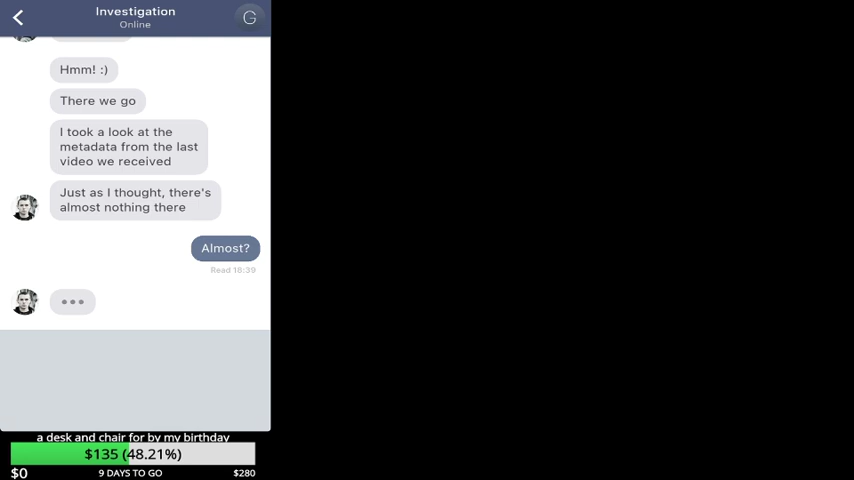 Investigation
G
Online
Hmm! :)
There we go
I took a look at the
metadata from the last
video we received
Just as I thought, there's
almost nothing there
Almost?
Read 18:39
a desk and chair for by my birthday
$135 (48.21%)
$0 9 DAYS TO GO $280